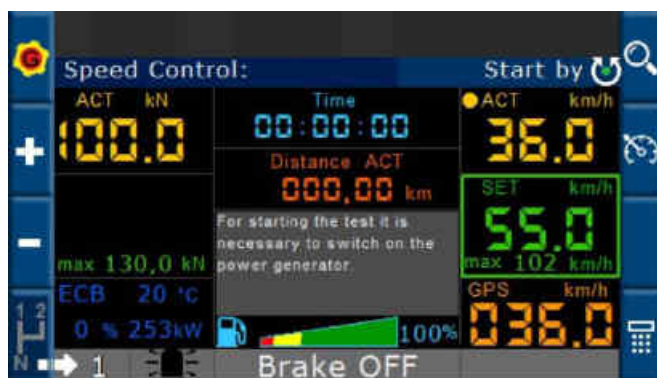 G
Speed Control: Start by
ACT kN
100.0
max 130,0 kN
ECB 20 °C
0 % 253kW
Time
00:00:00
Distance ACT
000,00 km
For starting the test it is
necessary to switch on the
power generator.
100%
ACT km/h
36.0
SET km/h
55.0
max 102 km/h
GPS km/h
036.0
1 2
N
1
Brake OFF